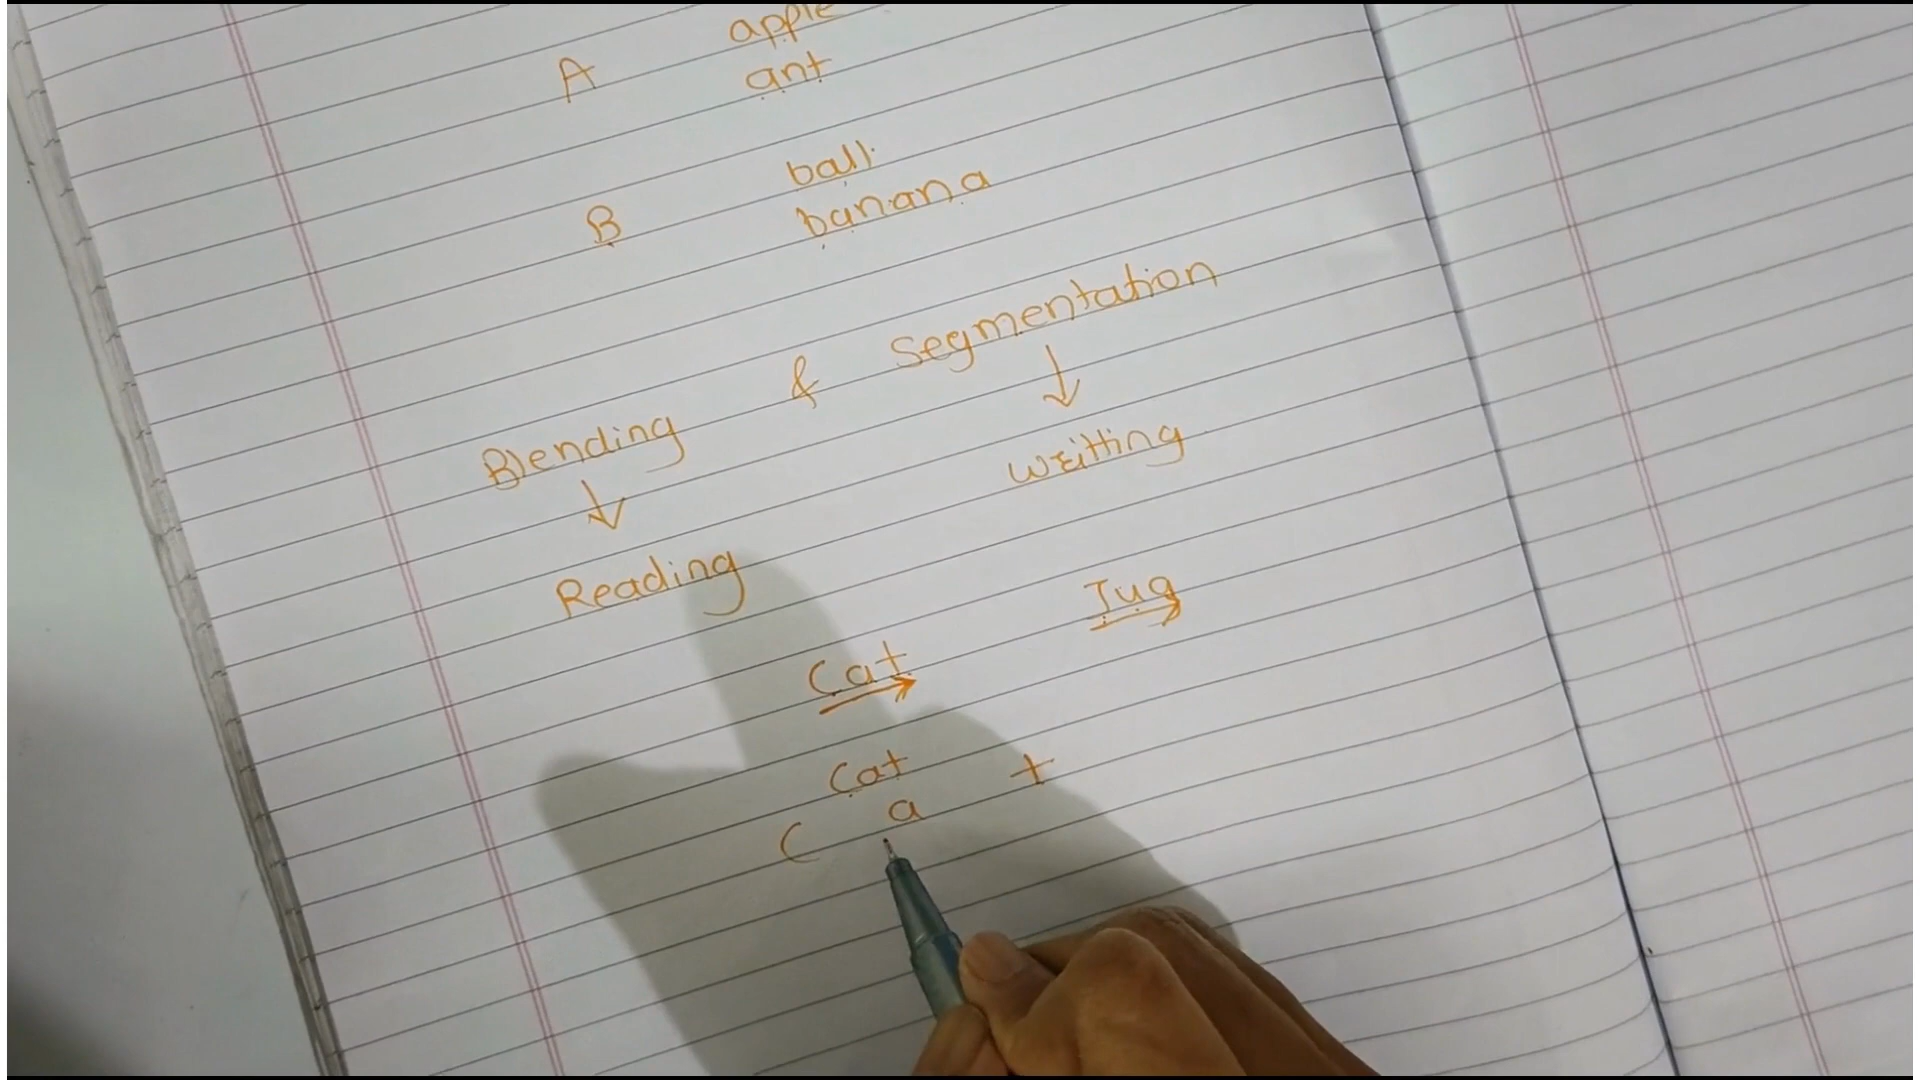 apple
A ant
ball
B banana
Blending & Segmentation
Reading Writting
Jug
Cat
Cat
C a t